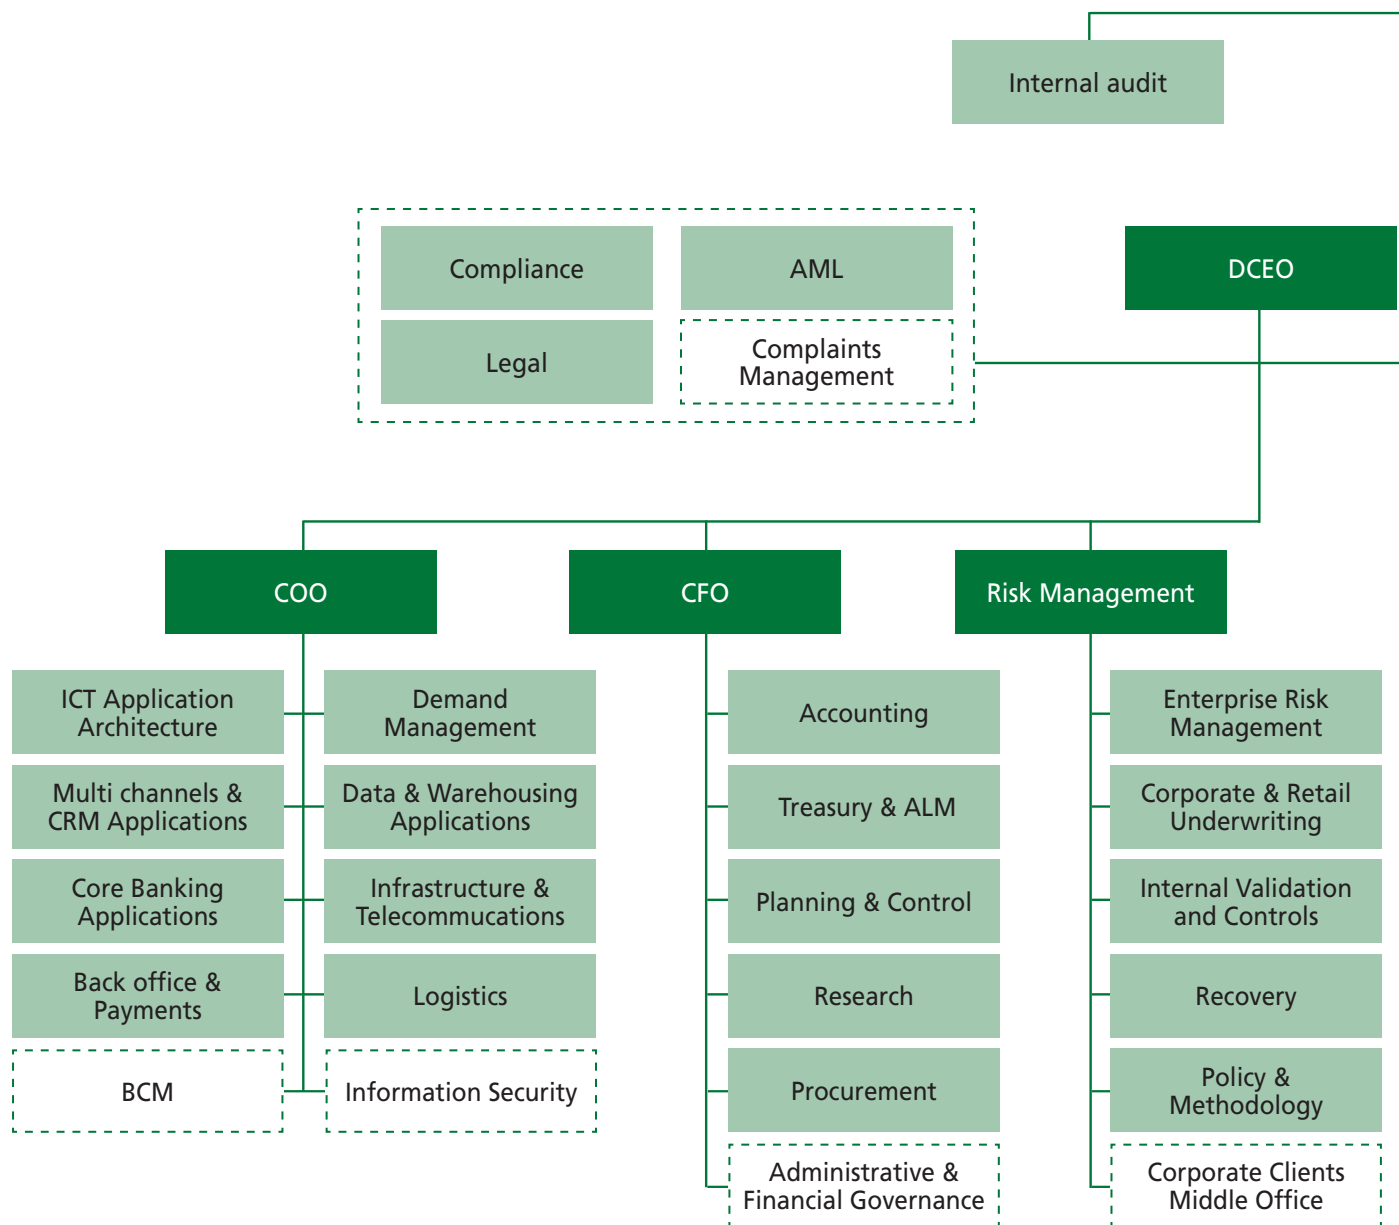 Internal audit
Compliance
AML
DCEO
Legal
Complaints
Management
COO
CFO
Risk Management
ICT Application
Architecture
Demand
Management
Accounting
Enterprise Risk
Management
Multi channels &
CRM Applications
Data & Warehousing
Applications
Treasury & ALM
Corporate & Retail
Underwriting
Core Banking
Applications
Infrastructure &
Telecommucations
Planning & Control
Internal Validation
and Controls
Back office &
Payments
Logistics
Research
Recovery
BCM
Information Security
Procurement
Policy &
Methodology
Administrative &
Financial Governance
Corporate Clients
Middle Office